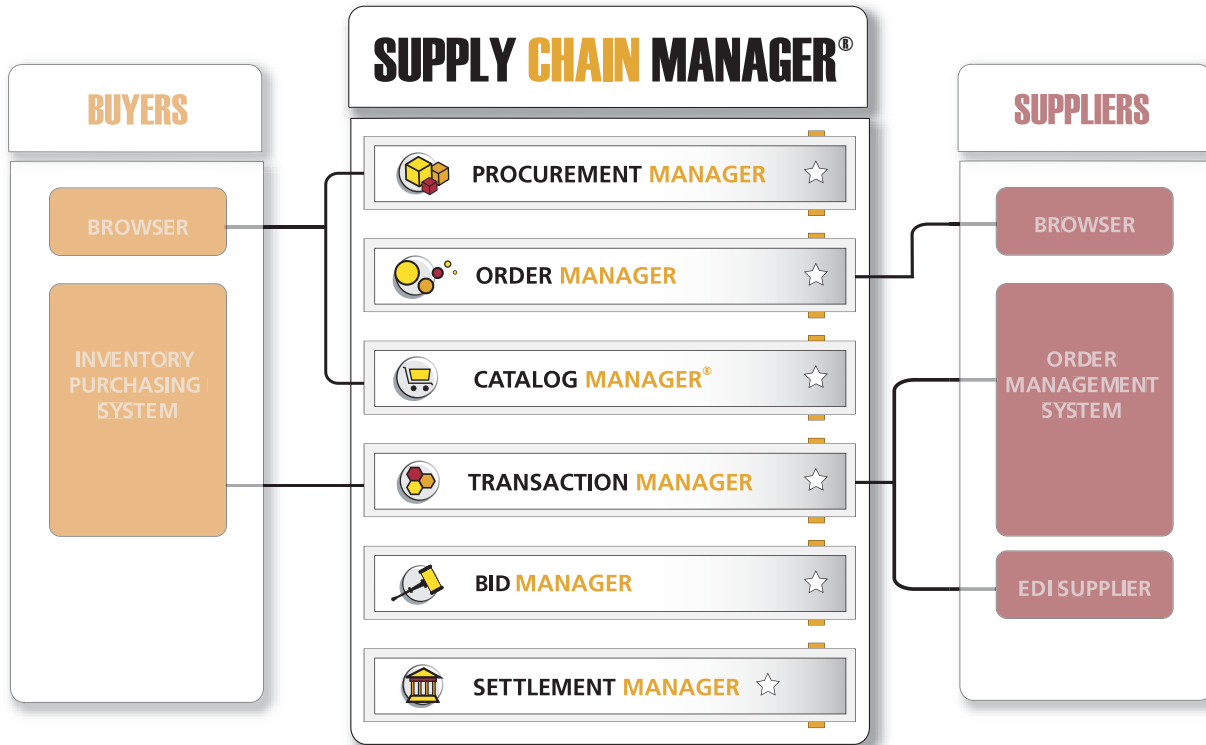 SUPPLY CHAIN MANAGER®
BUYERS
BROWSER
INVENTORY
PURCHASING
SYSTEM
PROCUREMENT MANAGER
ORDER MANAGER
CATALOG MANAGER®
TRANSACTION MANAGER
BID MANAGER
SETTLEMENT MANAGER
SUPPLIERS
BROWSER
ORDER
MANAGEMENT
SYSTEM
EDI SUPPLIER